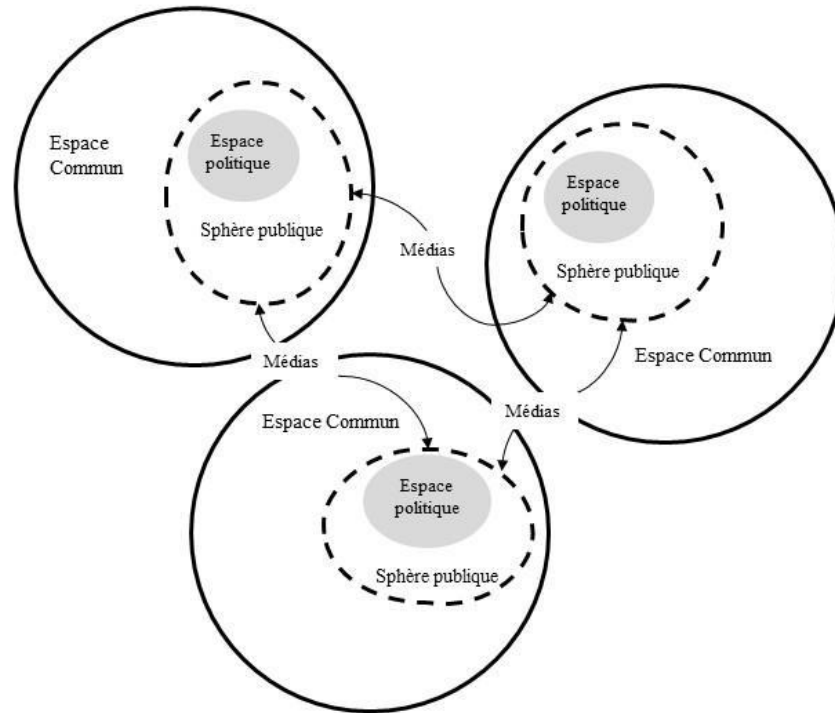 Espace
Commun
Espace
politique
Sphère publique
Espace
politique
Sphère publique
Médias
Espace Commun
Médias
Médias
Espace Commun
Espace
politique
Sphère publique